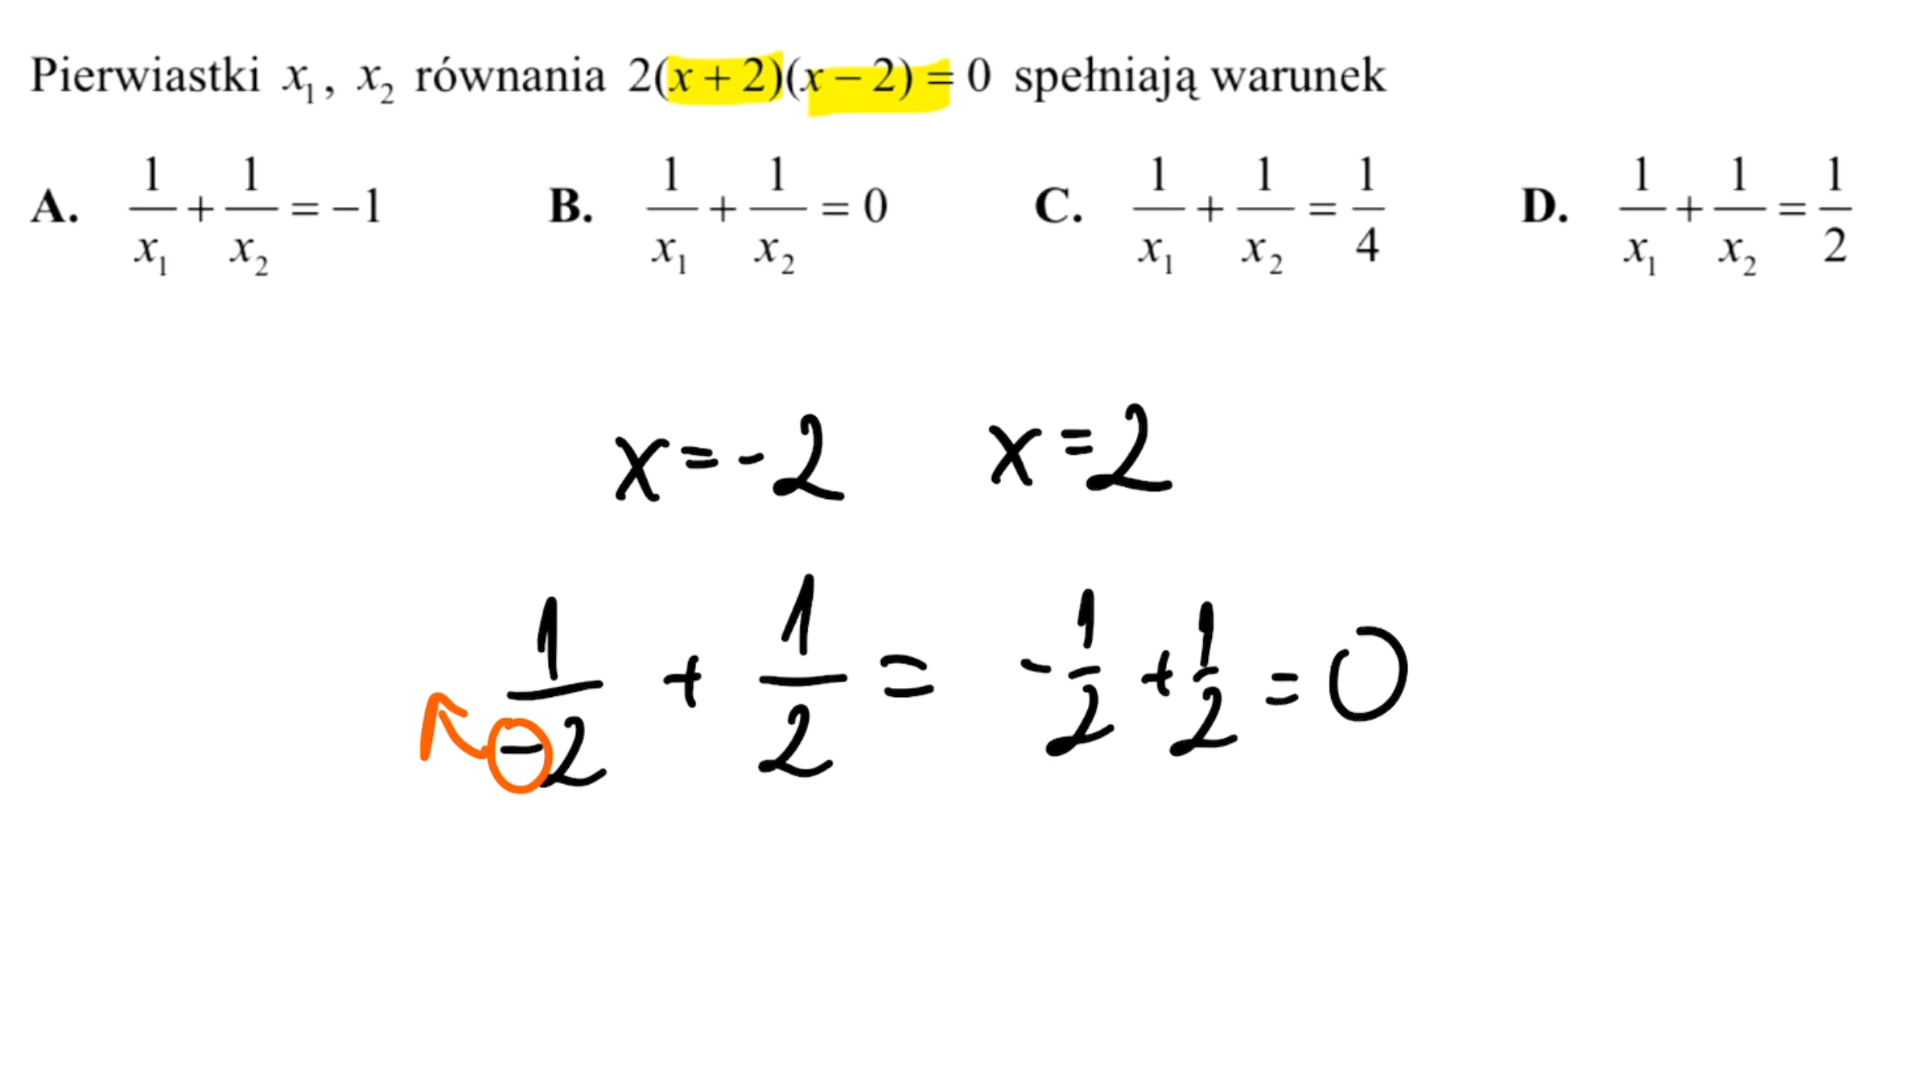 Pierwiastki x₁, x₂ równania 2(x + 2)(x − 2) = 0 spełniają warunek
A. 1/x₁ + 1/x₂ = −1 B. 1/x₁ + 1/x₂ = 0 C. 1/x₁ + 1/x₂ = 1/4 D. 1/x₁ + 1/x₂ = 1/2
x = -2 x = 2
1/-2 + 1/2 = -1/2 + 1/2 = 0